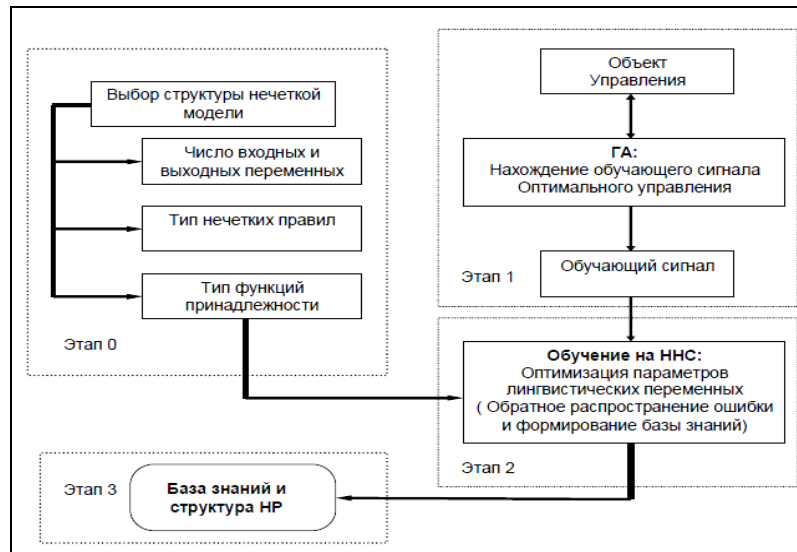 Выбор структуры нечеткой
модели
Число входных и
выходных переменных
Тип нечетких правил
Тип функций
принадлежности
Этап 0
Объект
Управления
ГА:
Нахождение обучающего сигнала
Оптимального управления
Обучающий сигнал
Этап 1
Обучение на ННС:
Оптимизация параметров
лингвистических переменных
( Обратное распространение ошибки
и формирование базы знаний)
Этап 2
Этап 3
База знаний и
структура НР